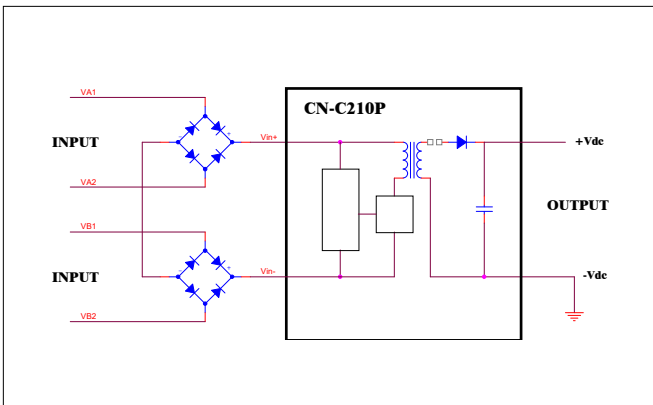 VA1
CN-C210P
INPUT
Vin+
+Vdc
- +
VA2
OUTPUT
VB1
INPUT
Vin-
-Vdc
- +
VB2